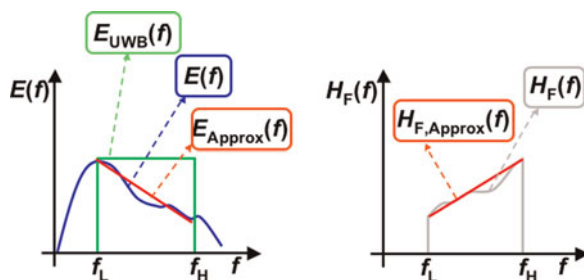 E_UWB(f)
E(f)
E(f)
E_Approx(f)
f_L
f_H
f
H_F(f)
H_F(f)
H_F,Approx(f)
f_L
f_H
f